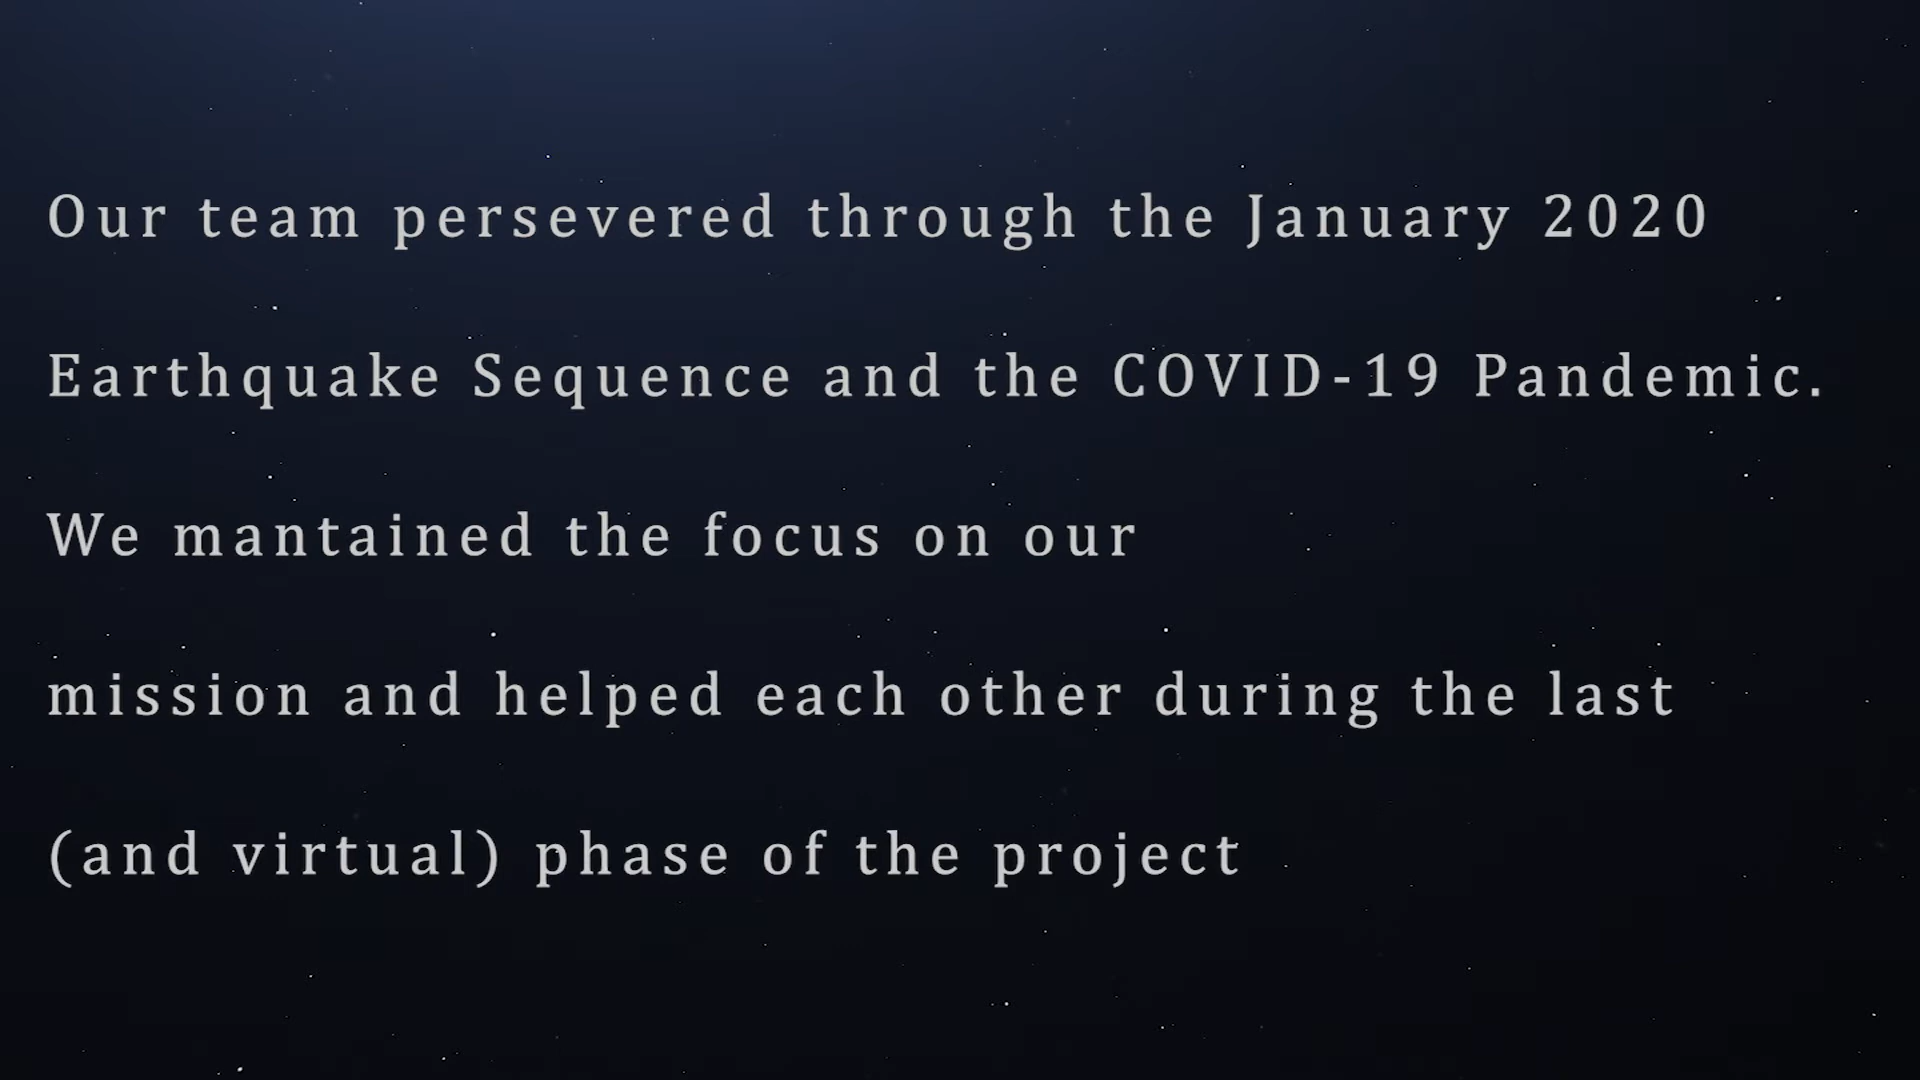 Our team persevered through the January 2020
Earthquake Sequence and the COVID-19 Pandemic.
We mantained the focus on our
mission and helped each other during the last
(and virtual) phase of the project